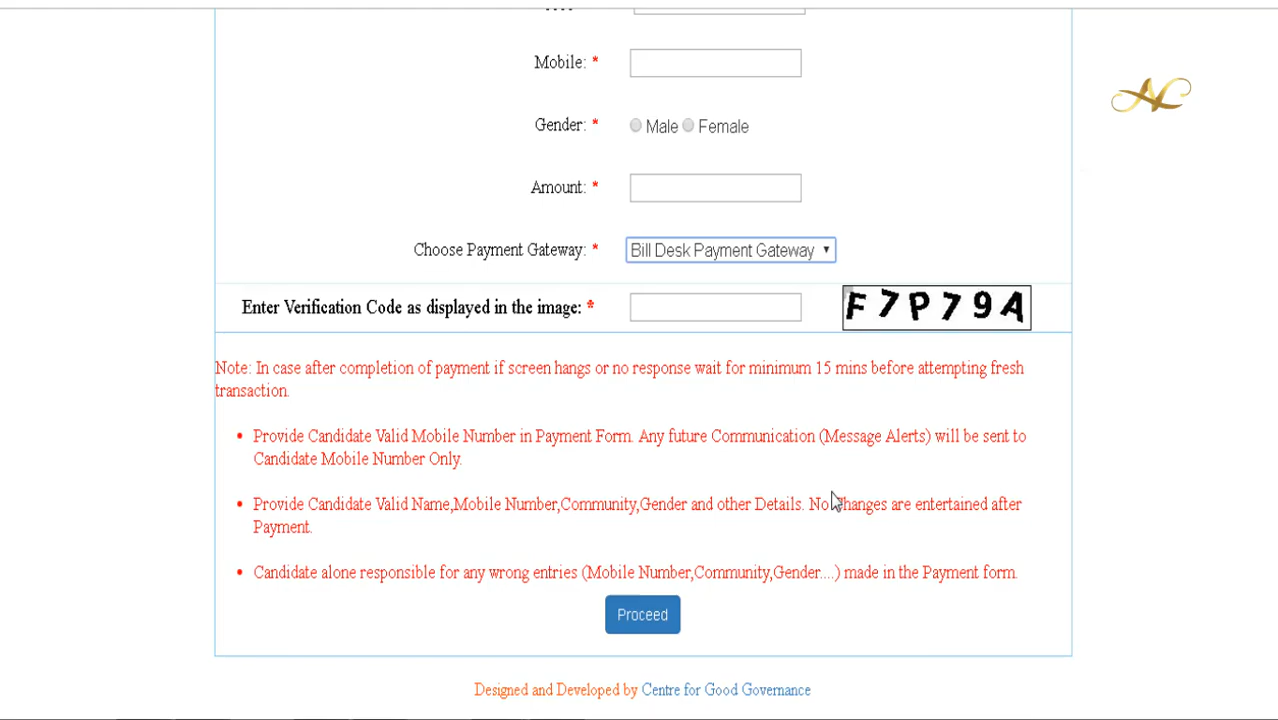 Mobile: *
Gender: * Male Female
Amount: *
Choose Payment Gateway: * Bill Desk Payment Gateway
Enter Verification Code as displayed in the image: * F7P79A
Note: In case after completion of payment if screen hangs or no response wait for minimum 15 mins before attempting fresh
transaction.
• Provide Candidate Valid Mobile Number in Payment Form. Any future Communication (Message Alerts) will be sent to
Candidate Mobile Number Only.
• Provide Candidate Valid Name,Mobile Number,Community,Gender and other Details. No changes are entertained after
Payment.
• Candidate alone responsible for any wrong entries (Mobile Number,Community,Gender....) made in the Payment form.
Proceed
Designed and Developed by Centre for Good Governance